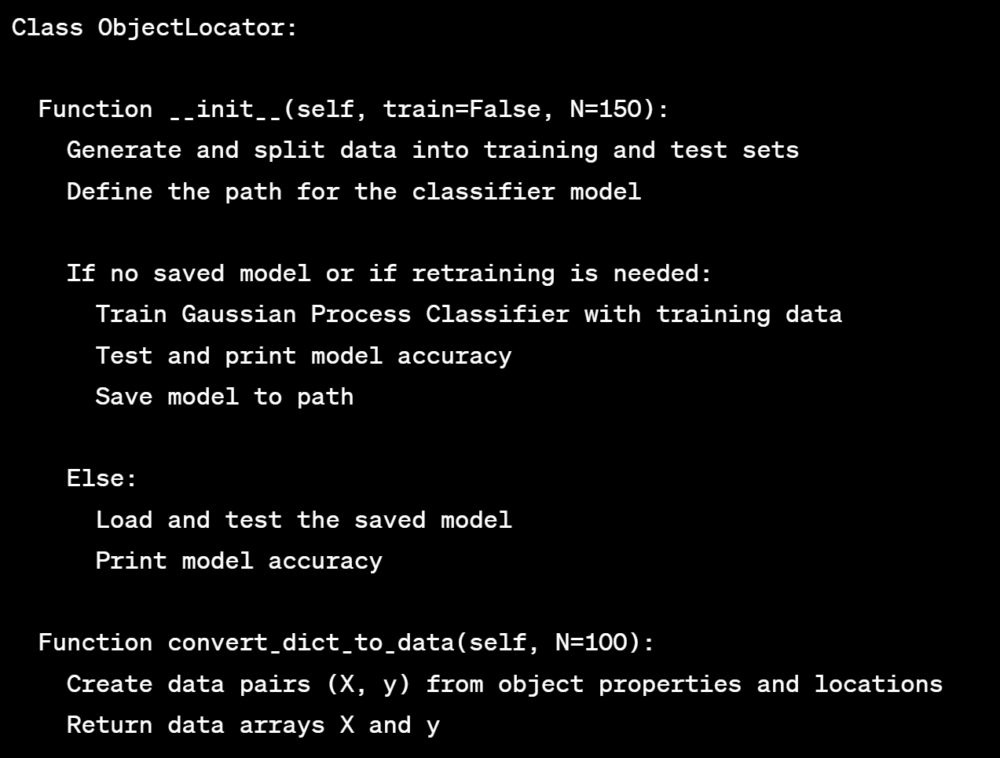 Class ObjectLocator:
Function __init__(self, train=False, N=150):
Generate and split data into training and test sets
Define the path for the classifier model
If no saved model or if retraining is needed:
Train Gaussian Process Classifier with training data
Test and print model accuracy
Save model to path
Else:
Load and test the saved model
Print model accuracy
Function convert_dict_to_data(self, N=100):
Create data pairs (X, y) from object properties and locations
Return data arrays X and y